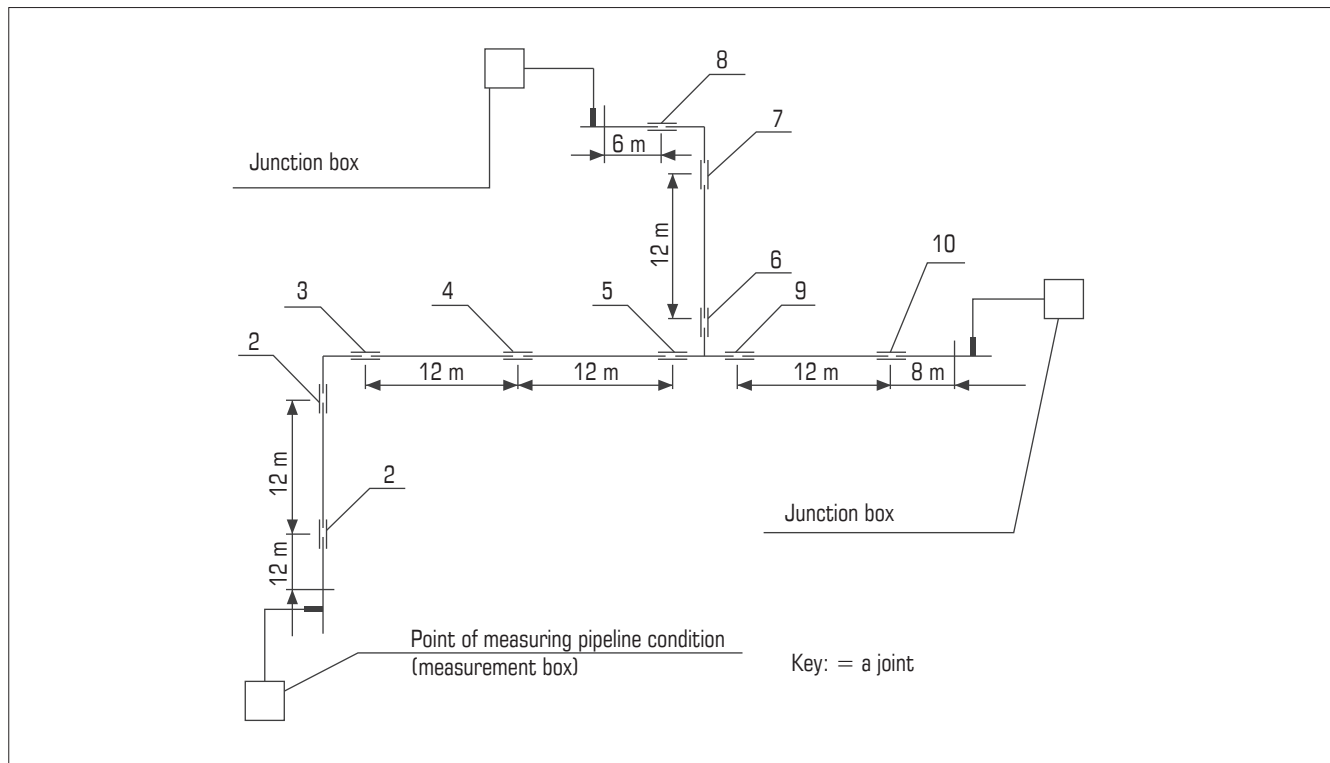 8
7
Junction box
6 m
12 m
10
6
3
4
5
9
2
12 m
12 m
12 m
8 m
12 m
2
Junction box
12 m
Point of measuring pipeline condition
(measurement box)
Key: = a joint